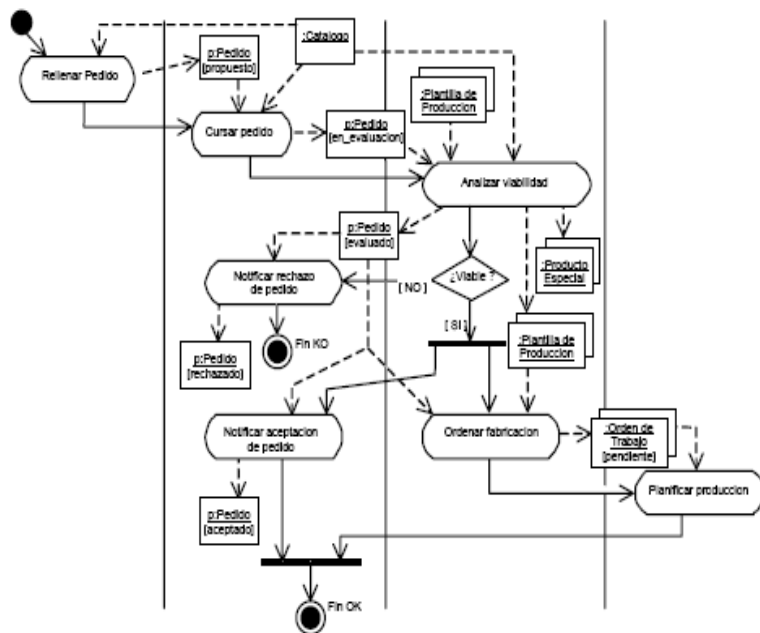 :Catalogo
p:Pedido
[propuesto]
Rellenar Pedido
:Plantilla de
Produccion
Cursar pedido
p:Pedido
[en_evaluacion]
Analizar viabilidad
p:Pedido
[evaluado]
:Producto
Especial
Notificar rechazo
de pedido
[ NO ]
¿Viable ?
[ SI ]
:Plantilla de
Produccion
Fin KO
p:Pedido
[rechazado]
Notificar aceptacion
de pedido
Ordenar fabricacion
:Orden de
Trabajo
[pendiente]
Planificar produccion
p:Pedido
[aceptado]
Fin OK